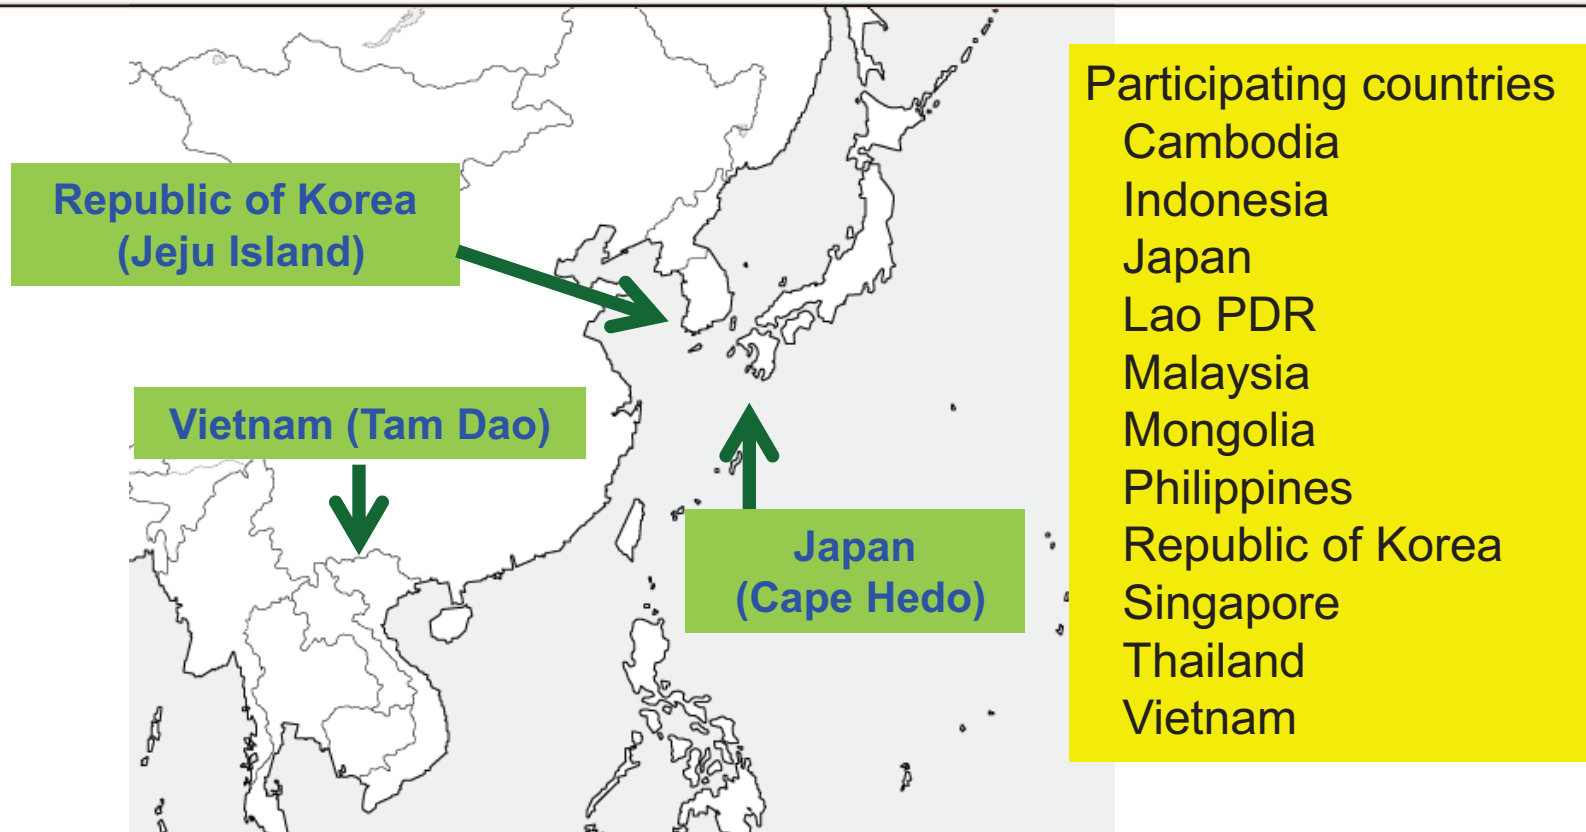 Republic of Korea
(Jeju Island)
Vietnam (Tam Dao)
Japan
(Cape Hedo)
Participating countries
Cambodia
Indonesia
Japan
Lao PDR
Malaysia
Mongolia
Philippines
Republic of Korea
Singapore
Thailand
Vietnam